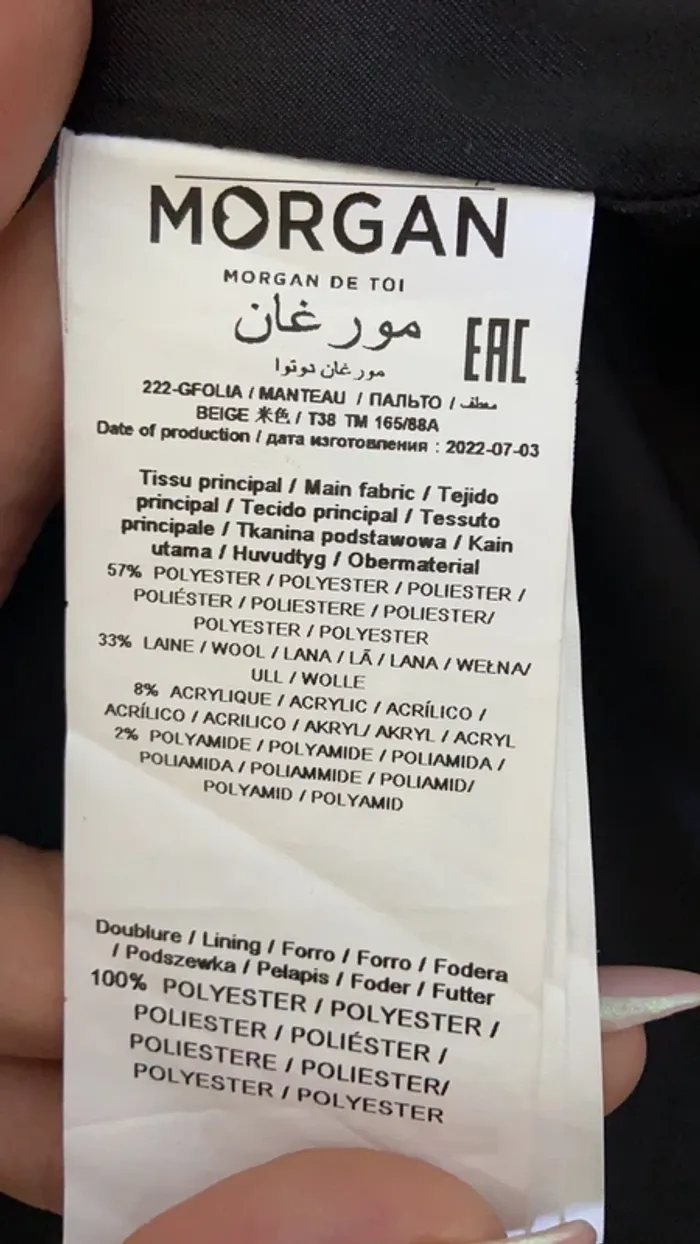 MORGAN
MORGAN DE TOI
مورغان
EAC
مورغان دوتوا
222-GFOLIA / MANTEAU / ПАЛЬТО / معطف
BEIGE 米色 / T38 TM 165/88A
Date of production / дата изготовления : 2022-07-03
Tissu principal / Main fabric / Tejido
principal / Tecido principal / Tessuto
principale / Tkanina podstawowa / Kain
utama / Huvudtyg / Obermaterial
57% POLYESTER / POLYESTER / POLIESTER /
POLIÉSTER / POLIESTERE / POLIESTER/
POLYESTER / POLYESTER
33% LAINE / WOOL / LANA / LÃ / LANA / WEŁNA/
ULL / WOLLE
8% ACRYLIQUE / ACRYLIC / ACRÍLICO /
ACRÍLICO / ACRILICO / AKRYL/ AKRYL / ACRYL
2% POLYAMIDE / POLYAMIDE / POLIAMIDA /
POLIAMIDA / POLIAMMIDE / POLIAMID/
POLYAMID / POLYAMID
Doublure / Lining / Forro / Forro / Fodera
/ Podszewka / Pelapis / Foder / Futter
100% POLYESTER / POLYESTER /
POLIESTER / POLIÉSTER /
POLIESTERE / POLIESTER/
POLYESTER / POLYESTER